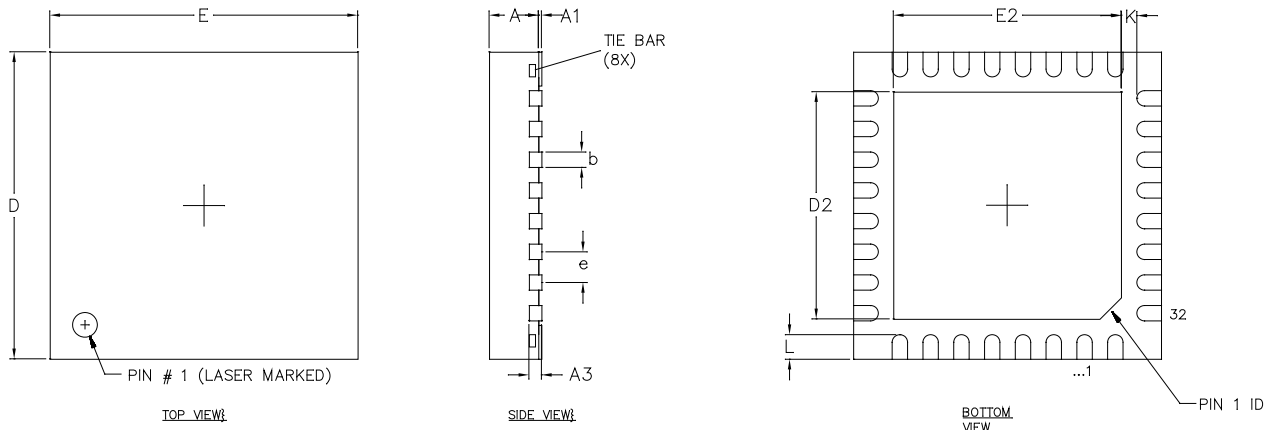 E
A
A1
TIE BAR
(8X)
E2
K
D
b
e
D2
L
32
...1
PIN # 1 (LASER MARKED)
A3
PIN 1 ID
TOP VIEW}
SIDE VIEW}
BOTTOM
VIEW